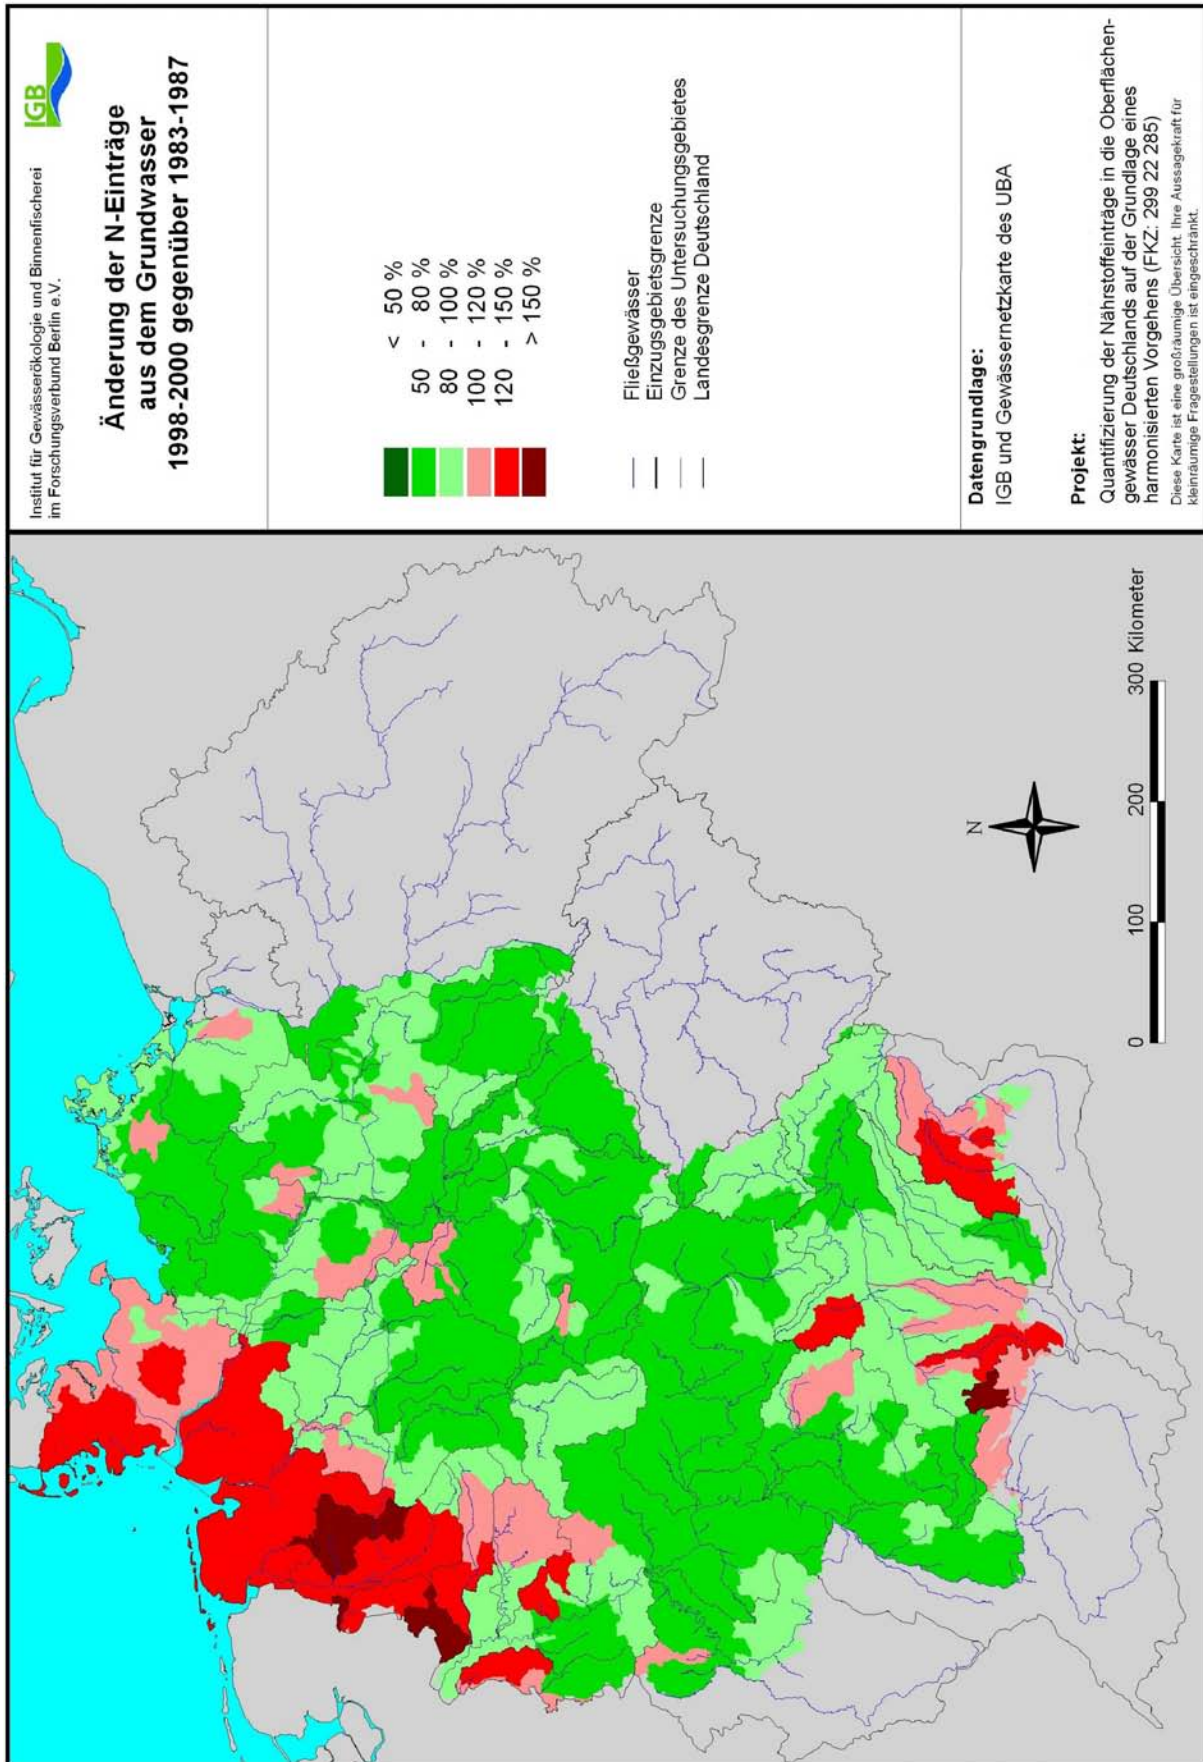 Institut für Gewässerökologie und Binnenfischerei
im Forschungsverbund Berlin e.V.
IGB
Änderung der N-Einträge
aus dem Grundwasser
1998-2000 gegenüber 1983-1987
< 50 %
50 - 80 %
80 - 100 %
100 - 120 %
120 - 150 %
> 150 %
Fließgewässer
Einzugsgebietsgrenze
Grenze des Untersuchungsgebietes
Landesgrenze Deutschland
Datengrundlage:
IGB und Gewässernetzkarte des UBA
Projekt:
Quantifizierung der Nährstoffeinträge in die Oberflächen-
gewässer Deutschlands auf der Grundlage eines
harmonisierten Vorgehens (FKZ: 299 22 285)
Diese Karte ist eine großräumige Übersicht. Ihre Aussagekraft für
kleinräumige Fragestellungen ist eingeschränkt.
N
0 100 200 300 Kilometer